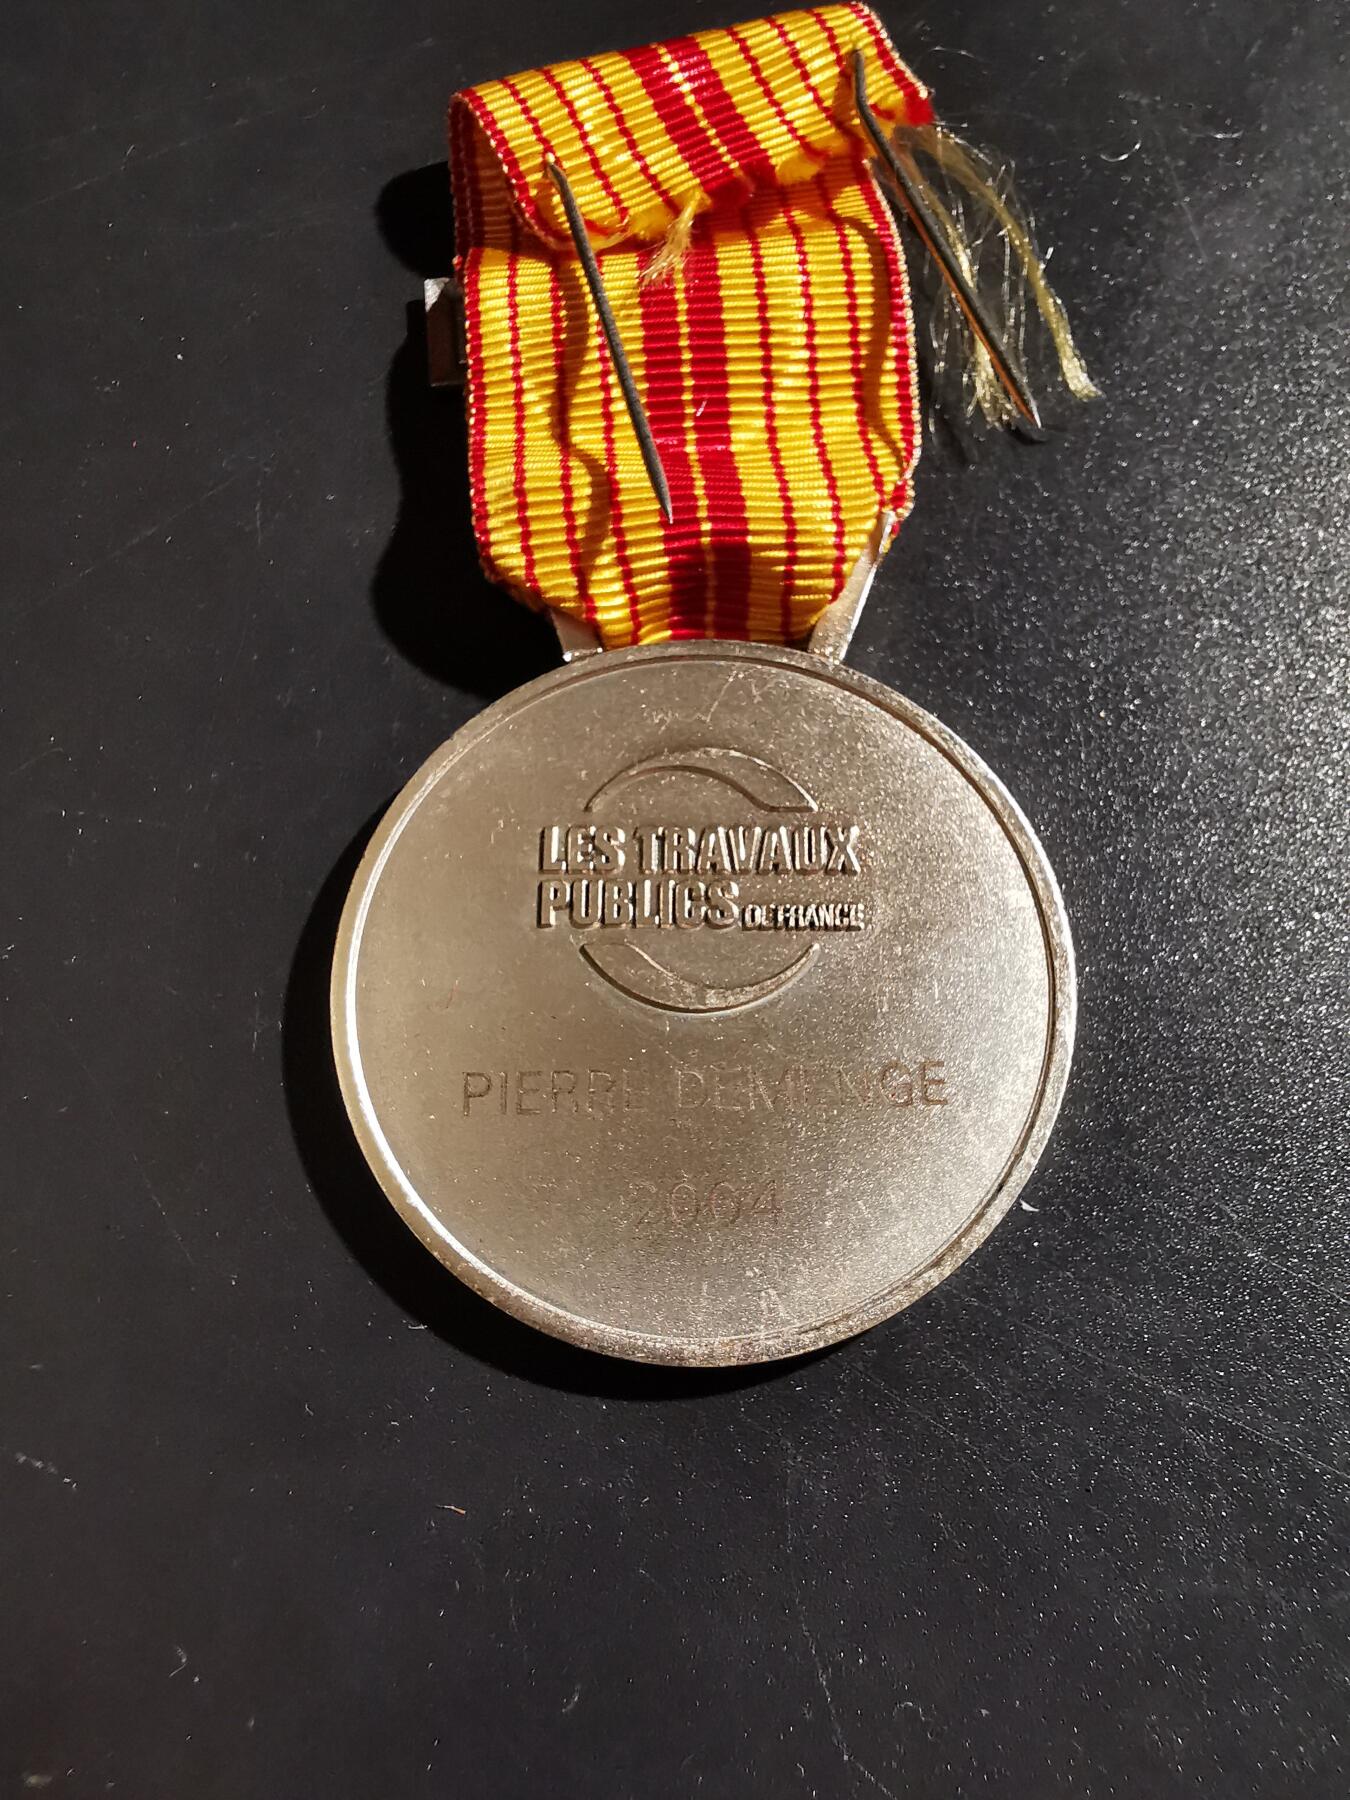 LES TRAVAUX
PUBLICS DE FRANCE
PIERRE DEMENGE
2004